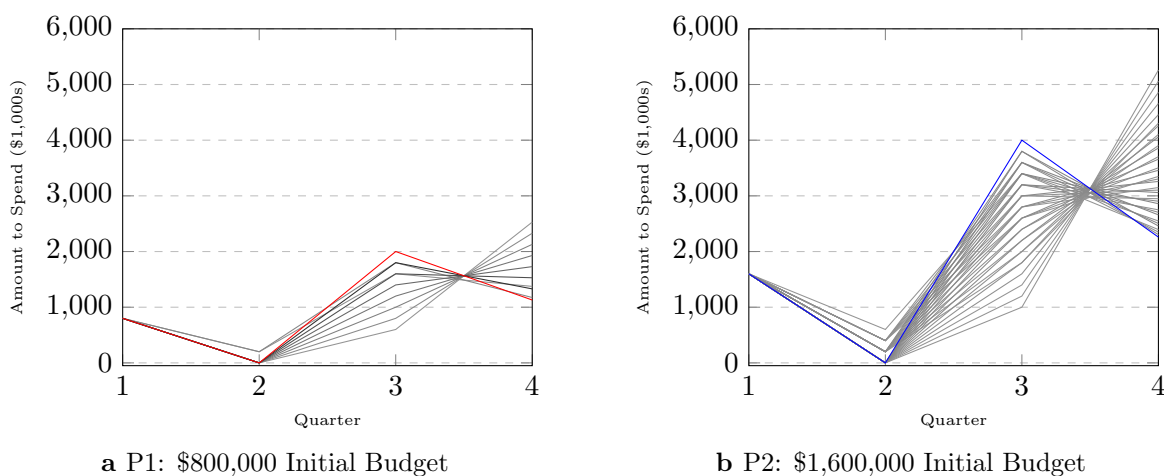 6,000
5,000
4,000
3,000
2,000
1,000
0
Amount to Spend ($1,000s)
1 2 3 4
Quarter
a P1: $800,000 Initial Budget
6,000
5,000
4,000
3,000
2,000
1,000
0
Amount to Spend ($1,000s)
1 2 3 4
Quarter
b P2: $1,600,000 Initial Budget